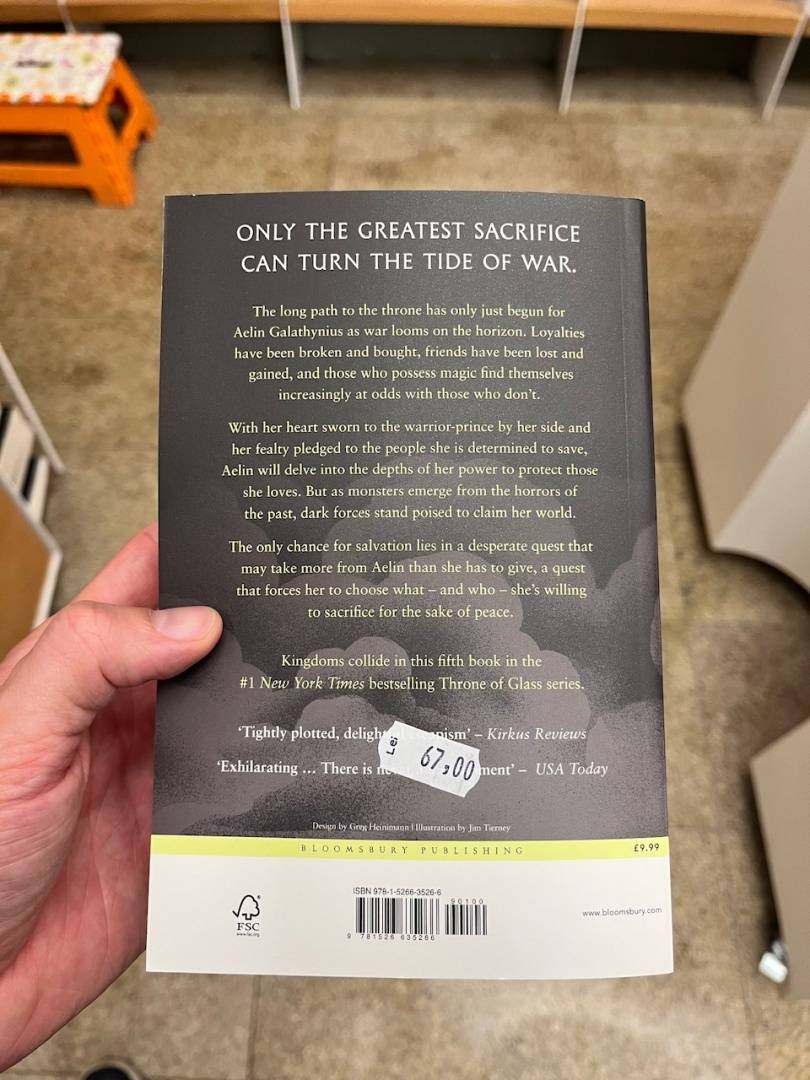 ONLY THE GREATEST SACRIFICE
CAN TURN THE TIDE OF WAR.
The long path to the throne has only just begun for
Aelin Galathynius as war looms on the horizon. Loyalties
have been broken and bought, friends have been lost and
gained, and those who possess magic find themselves
increasingly at odds with those who don't.
With her heart sworn to the warrior-prince by her side and
her fealty pledged to the people she is determined to save,
Aelin will delve into the depths of her power to protect those
she loves. But as monsters emerge from the horrors of
the past, dark forces stand poised to claim her world.
The only chance for salvation lies in a desperate quest that
may take more from Aelin than she has to give, a quest
that forces her to choose what – and who – she's willing
to sacrifice for the sake of peace.
Kingdoms collide in this fifth book in the
#1 New York Times bestselling Throne of Glass series.
'Tightly plotted, – Kirkus Reviews
Lei 67,00
'Exhilarating ... There is – USA Today
Design by Greg Heinimann | Illustration by Jim Tierney
BLOOMSBURY PUBLISHING
£9.99
ISBN 978-1-5266-3526-6
90100
9 781526 635266
FSC
www.fsc.org
www.bloomsbury.com